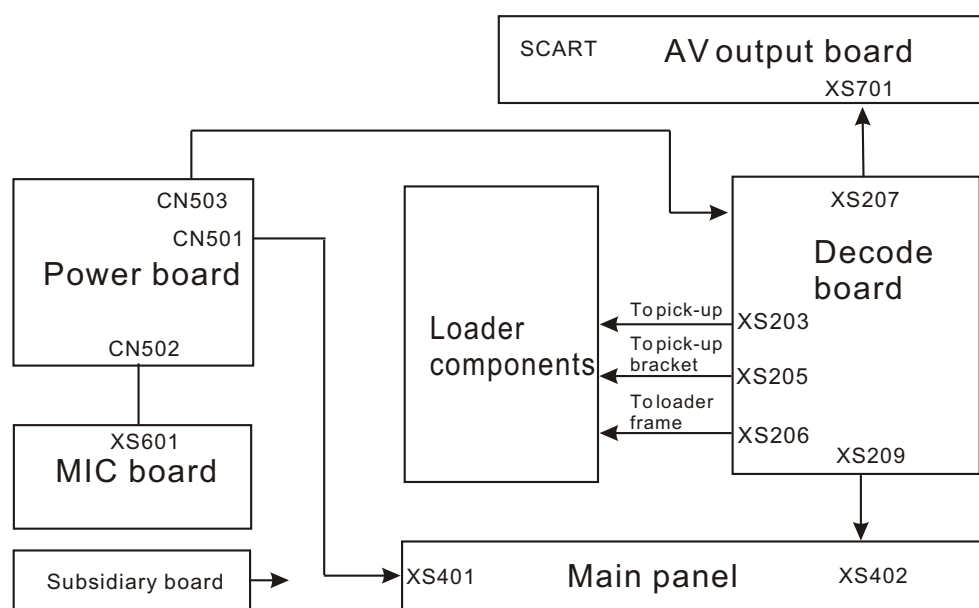 SCART
AV output board
XS701
CN503
CN501
Power board
CN502
XS601
MIC board
Subsidiary board
Loader
components
To pick-up
To pick-up
bracket
To loader
frame
XS207
Decode
board
XS203
XS205
XS206
XS209
XS401
Main panel
XS402